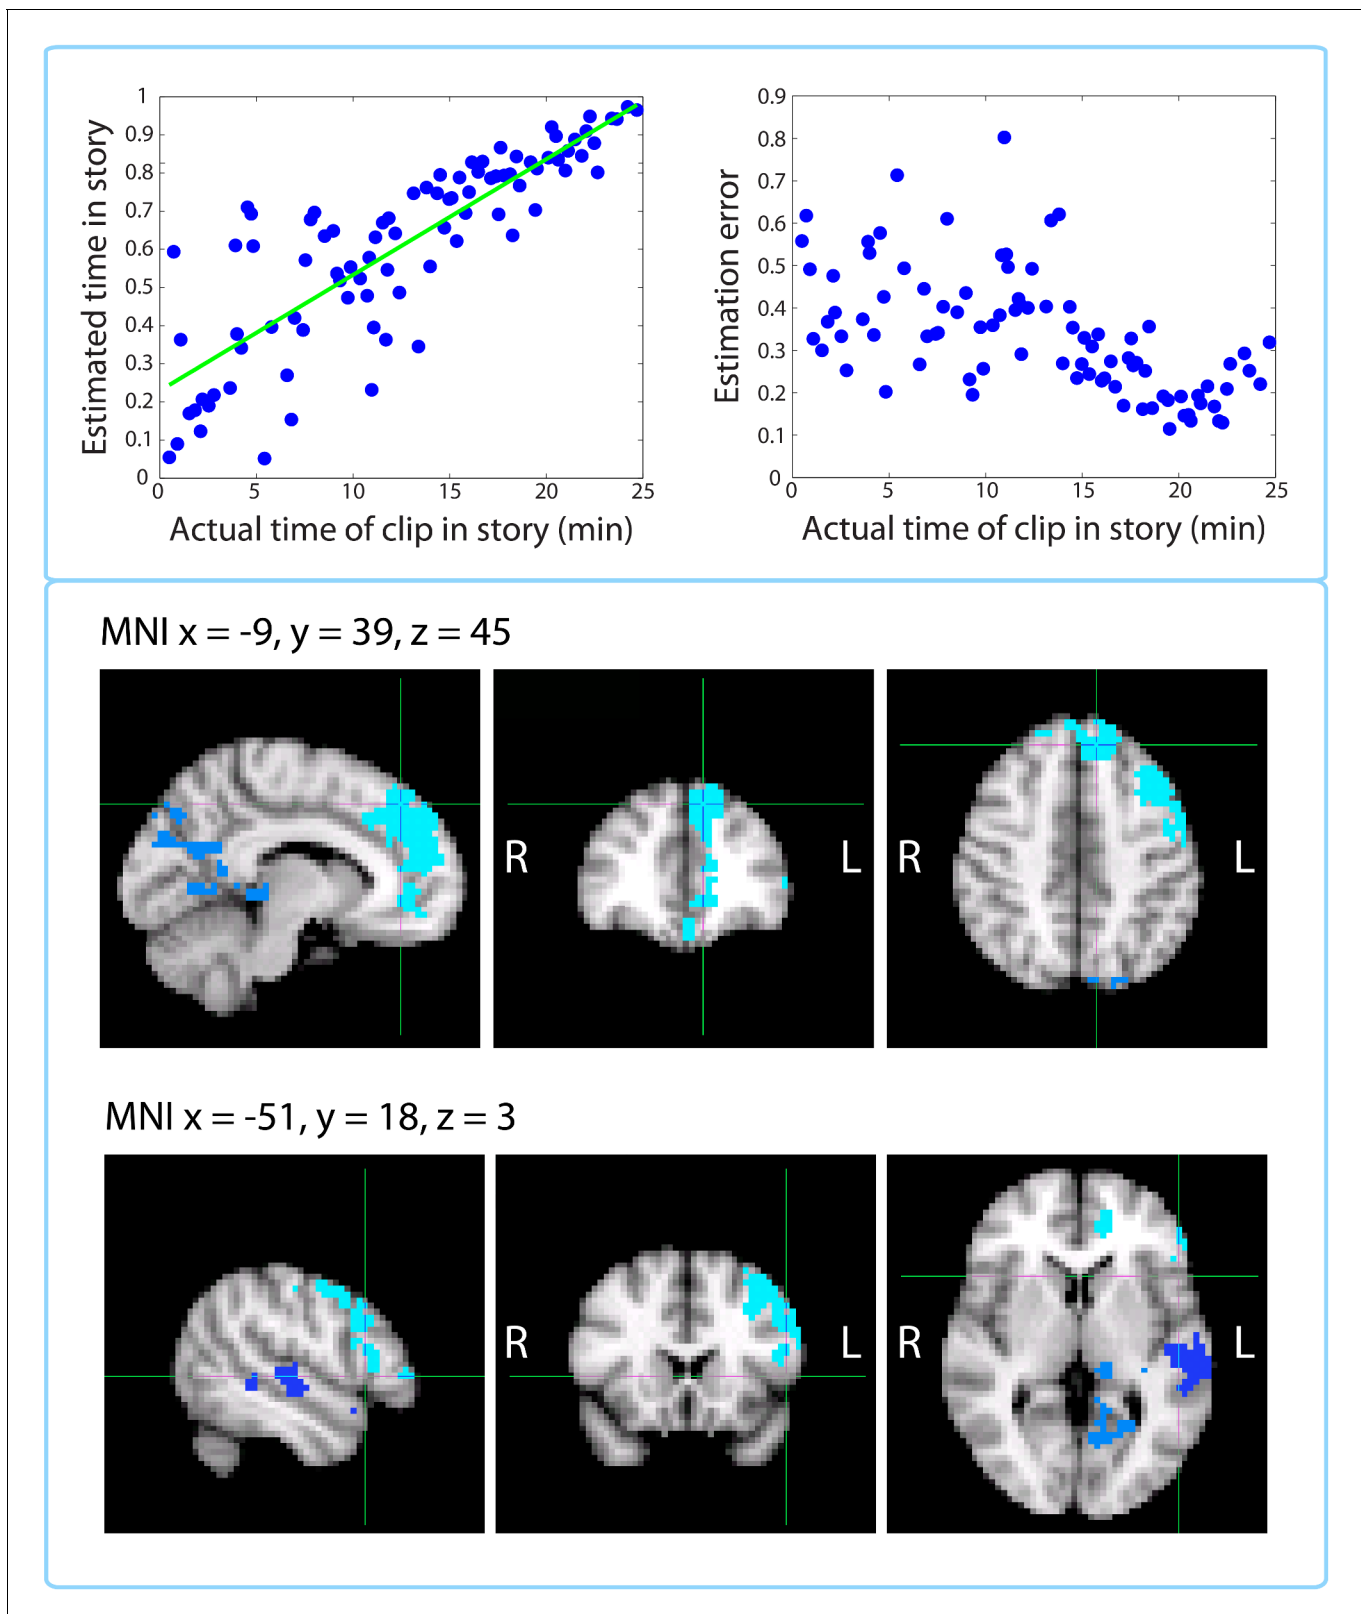 Estimated time in story
1
0.9
0.8
0.7
0.6
0.5
0.4
0.3
0.2
0.1
0
0 5 10 15 20 25
Actual time of clip in story (min)
Estimation error
0.9
0.8
0.7
0.6
0.5
0.4
0.3
0.2
0.1
0
0 5 10 15 20 25
Actual time of clip in story (min)
MNI x = -9, y = 39, z = 45
R L R L
MNI x = -51, y = 18, z = 3
R L R L